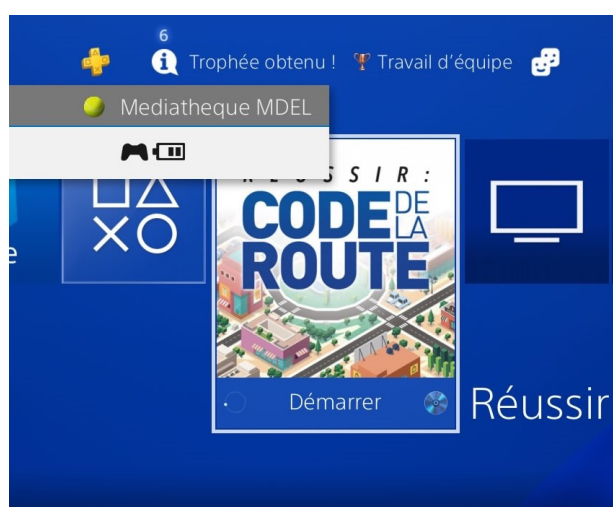 6
Trophée obtenu ! Travail d'équipe
Mediatheque MDEL
RÉUSSIR:
CODE DE LA
ROUTE
e
Démarrer
Réussir